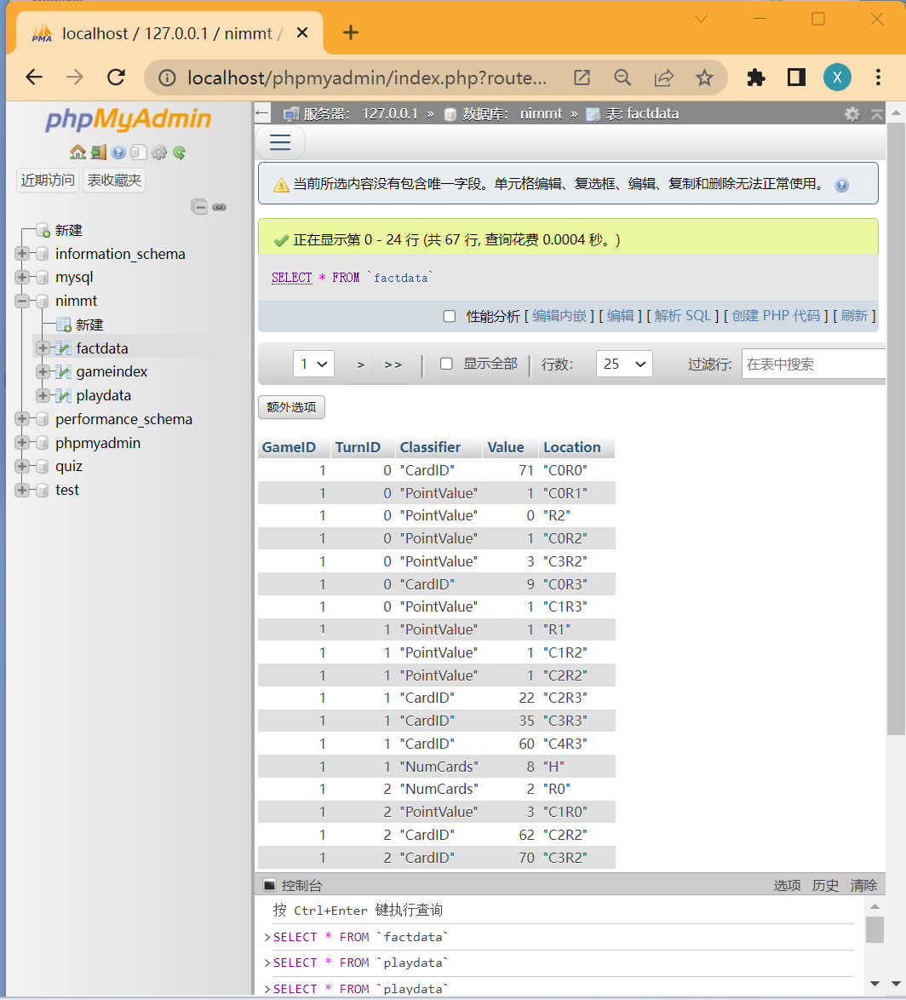 localhost / 127.0.0.1 / nimmt /
localhost/phpmyadmin/index.php?route...
X
phpMyAdmin
近期访问 表收藏夹
新建
information_schema
mysql
nimmt
新建
factdata
gameindex
playdata
performance_schema
phpmyadmin
quiz
test
服务器: 127.0.0.1 » 数据库: nimmt » 表: factdata
当前所选内容没有包含唯一字段。单元格编辑、复选框、编辑、复制和删除无法正常使用。
正在显示第 0 - 24 行 (共 67 行, 查询花费 0.0004 秒。)
SELECT * FROM `factdata`
性能分析 [ 编辑内嵌 ] [ 编辑 ] [ 解析 SQL ] [ 创建 PHP 代码 ] [ 刷新 ]
1 > >> | 显示全部 | 行数: 25 过滤行: 在表中搜索
额外选项
GameID TurnID Classifier Value Location
1 0 "CardID" 71 "C0R0"
1 0 "PointValue" 1 "C0R1"
1 0 "PointValue" 0 "R2"
1 0 "PointValue" 1 "C0R2"
1 0 "PointValue" 3 "C3R2"
1 0 "CardID" 9 "C0R3"
1 0 "PointValue" 1 "C1R3"
1 1 "PointValue" 1 "R1"
1 1 "PointValue" 1 "C1R2"
1 1 "PointValue" 1 "C2R2"
1 1 "CardID" 22 "C2R3"
1 1 "CardID" 35 "C3R3"
1 1 "CardID" 60 "C4R3"
1 1 "NumCards" 8 "H"
1 2 "NumCards" 2 "R0"
1 2 "PointValue" 3 "C1R0"
1 2 "CardID" 62 "C2R2"
1 2 "CardID" 70 "C3R2"
控制台 选项 历史 清除
按 Ctrl+Enter 键执行查询
>SELECT * FROM `factdata`
>SELECT * FROM `playdata`
>SELECT * FROM `playdata`